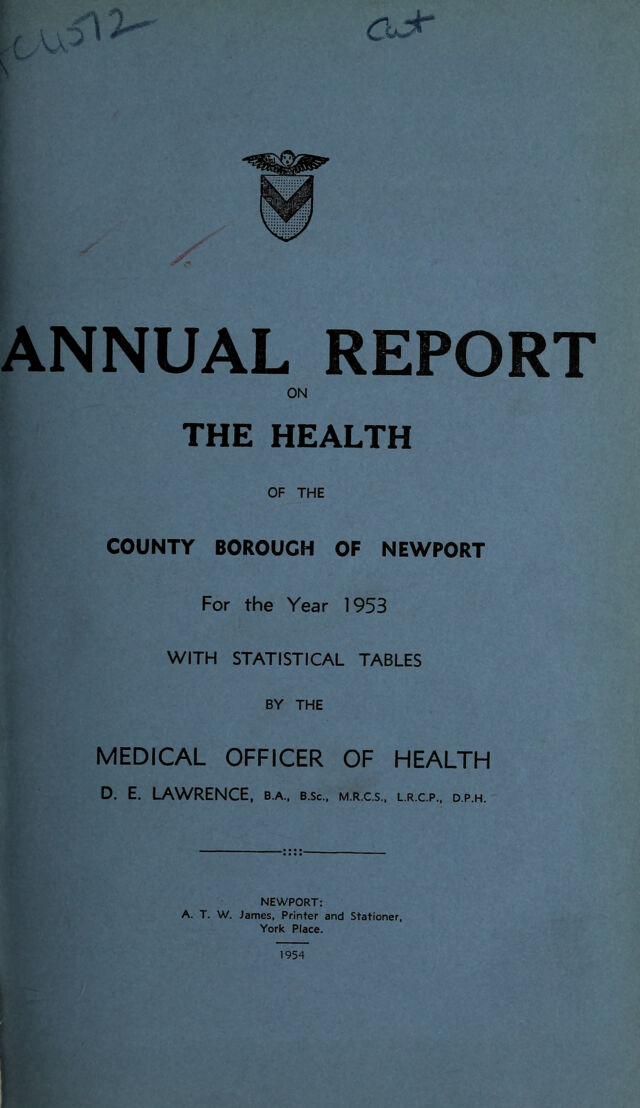 Cat
ANNUAL REPORT
ON
THE HEALTH
OF THE
COUNTY BOROUGH OF NEWPORT
For the Year 1953
WITH STATISTICAL TABLES
BY THE
MEDICAL OFFICER OF HEALTH
D. E. LAWRENCE, B.A., B.Sc., M.R.C.S., L.R.C.P., D.P.H.
NEWPORT:
A. T. W. James, Printer and Stationer,
York Place.
1954